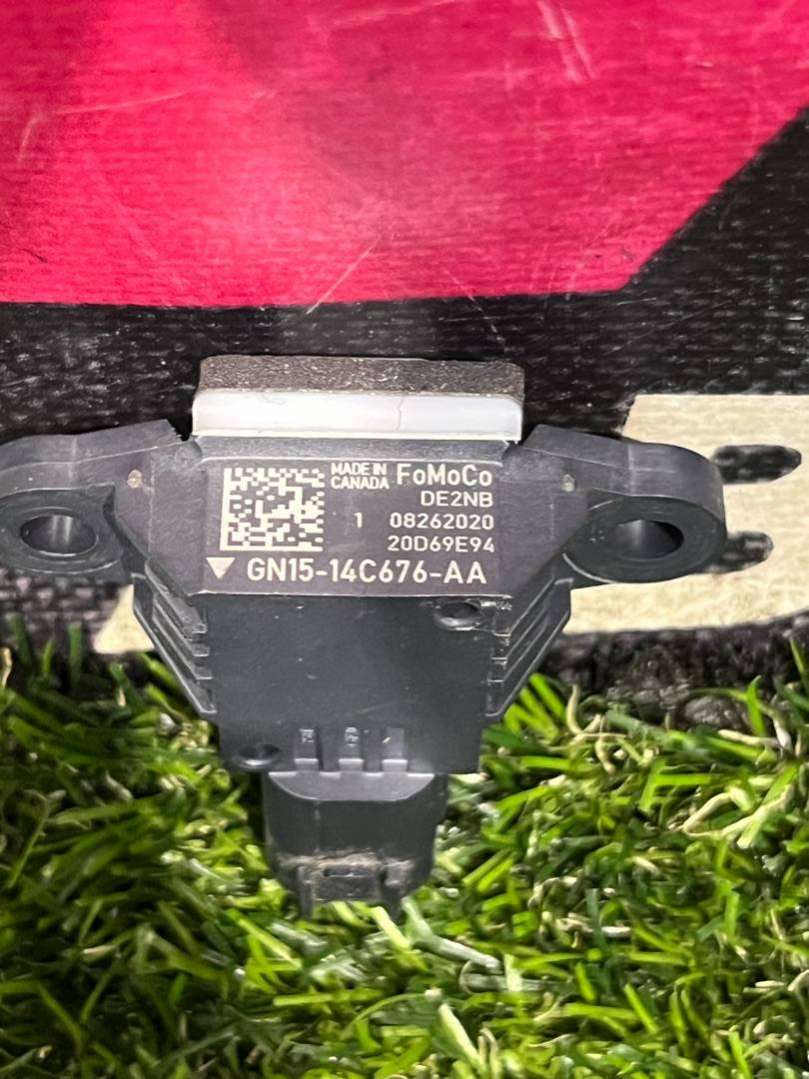 MADE IN
CANADA
FoMoCo
DE2NB
1 08262020
20D69E94
GN15-14C676-AA